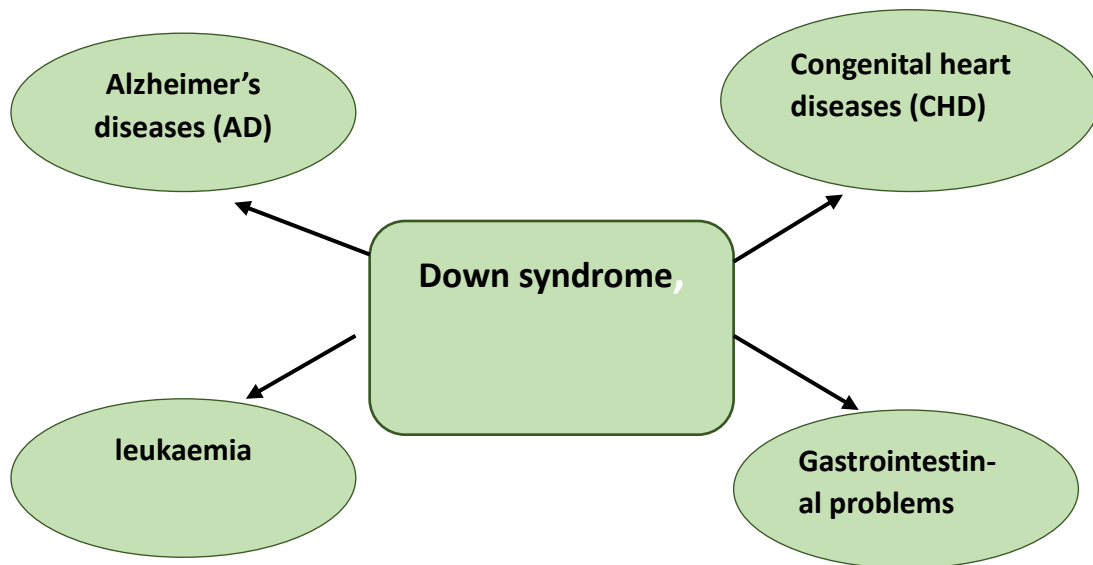 Alzheimer’s
diseases (AD)
Congenital heart
diseases (CHD)
Down syndrome,
leukaemia
Gastrointestin-
al problems